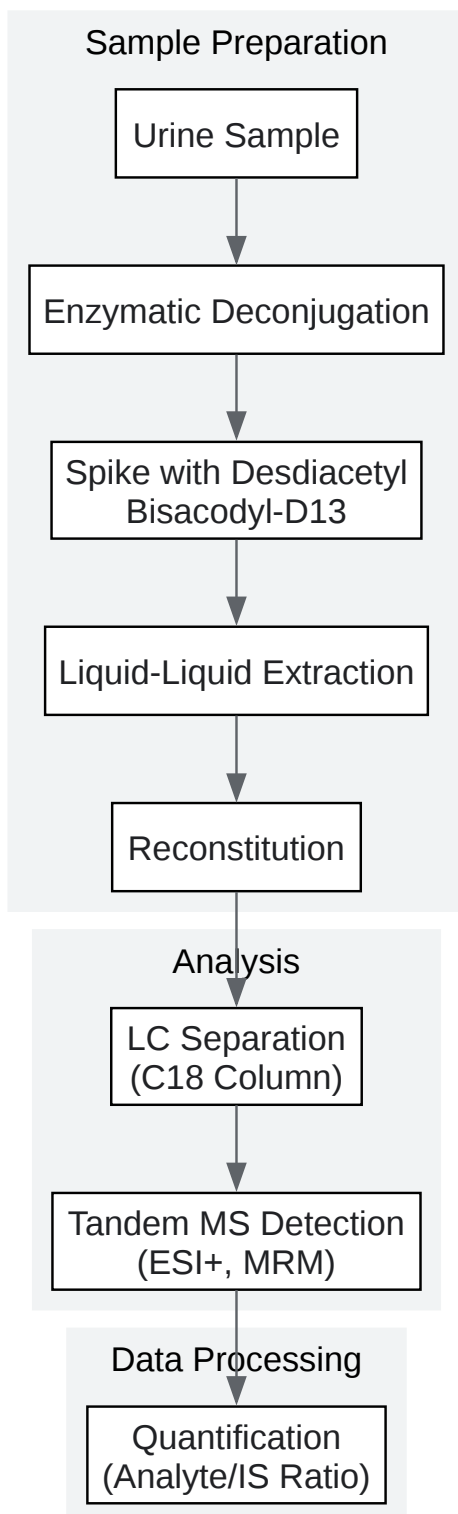 Sample Preparation
Urine Sample
Enzymatic Deconjugation
Spike with Desdiacetyl
Bisacodyl-D13
Liquid-Liquid Extraction
Reconstitution
Analysis
LC Separation
(C18 Column)
Tandem MS Detection
(ESI+, MRM)
Data Processing
Quantification
(Analyte/IS Ratio)